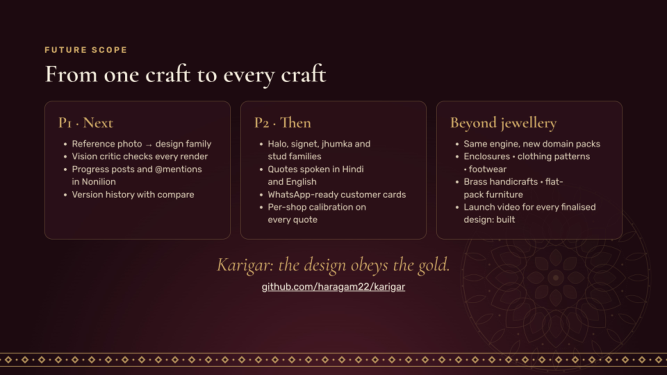 FUTURE SCOPE
From one craft to every craft
P1 · Next
• Reference photo → design family
• Vision critic checks every render
• Progress posts and @mentions
in Nonilion
• Version history with compare
P2 · Then
• Halo, signet, jhumka and
stud families
• Quotes spoken in Hindi
and English
• WhatsApp-ready customer cards
• Per-shop calibration on
every quote
Beyond jewellery
• Same engine, new domain packs
• Enclosures • clothing patterns
• footwear
• Brass handicrafts • flat-
pack furniture
• Launch video for every finalised
design: built
Karigar: the design obeys the gold.
github.com/haragam22/karigar